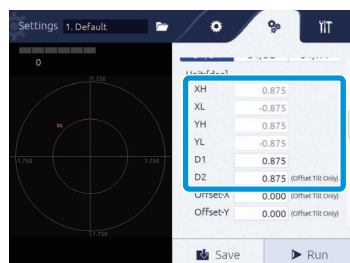 Settings 1. Default
0
1.750
-1.750
1.750
-1.750
Unit:[deg]
XH 0.875
XL -0.875
YH 0.875
YL -0.875
D1 0.875
D2 0.875 (Offset Tilt Only)
Offset-X 0.000 (Offset Tilt Only)
Offset-Y 0.000 (Offset Tilt Only)
Save
Run